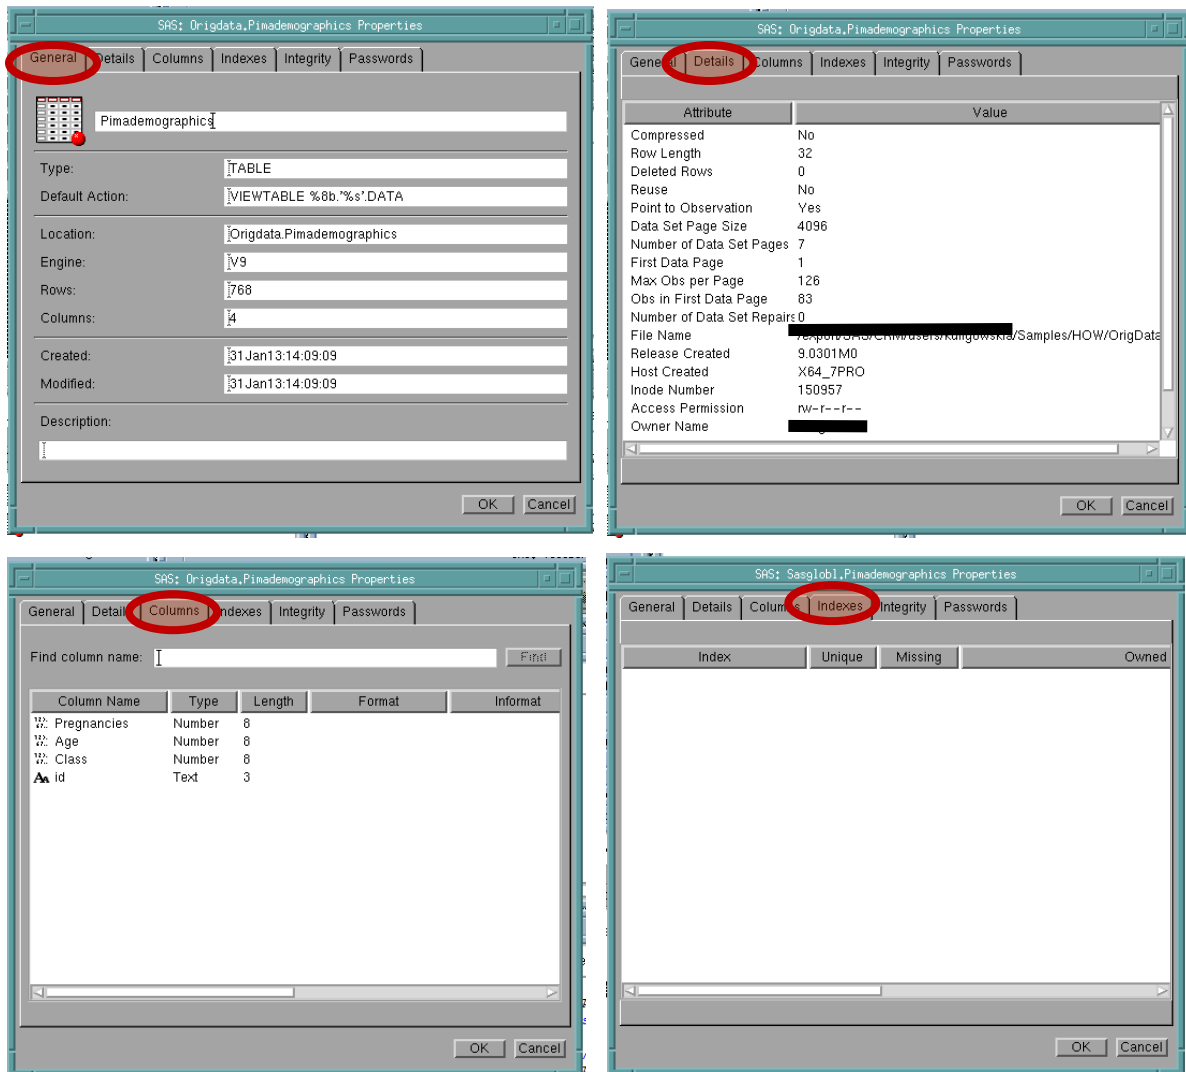 SAS: Origdata.Pimademographics Properties
General Details Columns Indexes Integrity Passwords
Pimademographics
Type: TABLE
Default Action: VIEWTABLE %8b.'%s'.DATA
Location: Origdata.Pimademographics
Engine: V9
Rows: 768
Columns: 4
Created: 31Jan13:14:09:09
Modified: 31Jan13:14:09:09
Description:
OK Cancel
SAS: Origdata.Pimademographics Properties
General Details Columns Indexes Integrity Passwords
Attribute Value
Compressed No
Row Length 32
Deleted Rows 0
Reuse No
Point to Observation Yes
Data Set Page Size 4096
Number of Data Set Pages 7
First Data Page 1
Max Obs per Page 126
Obs in First Data Page 83
Number of Data Set Repairs 0
File Name /Samples/HOW/OrigData
Release Created 9.0301M0
Host Created X64_7PRO
Inode Number 150957
Access Permission rw-r--r--
Owner Name
OK Cancel
SAS: Origdata.Pimademographics Properties
General Details Columns Indexes Integrity Passwords
Find column name: Find
Column Name Type Length Format Informat
Pregnancies Number 8
Age Number 8
Class Number 8
id Text 3
OK Cancel
SAS: Sasglobl.Pimademographics Properties
General Details Columns Indexes Integrity Passwords
Index Unique Missing Owned
OK Cancel